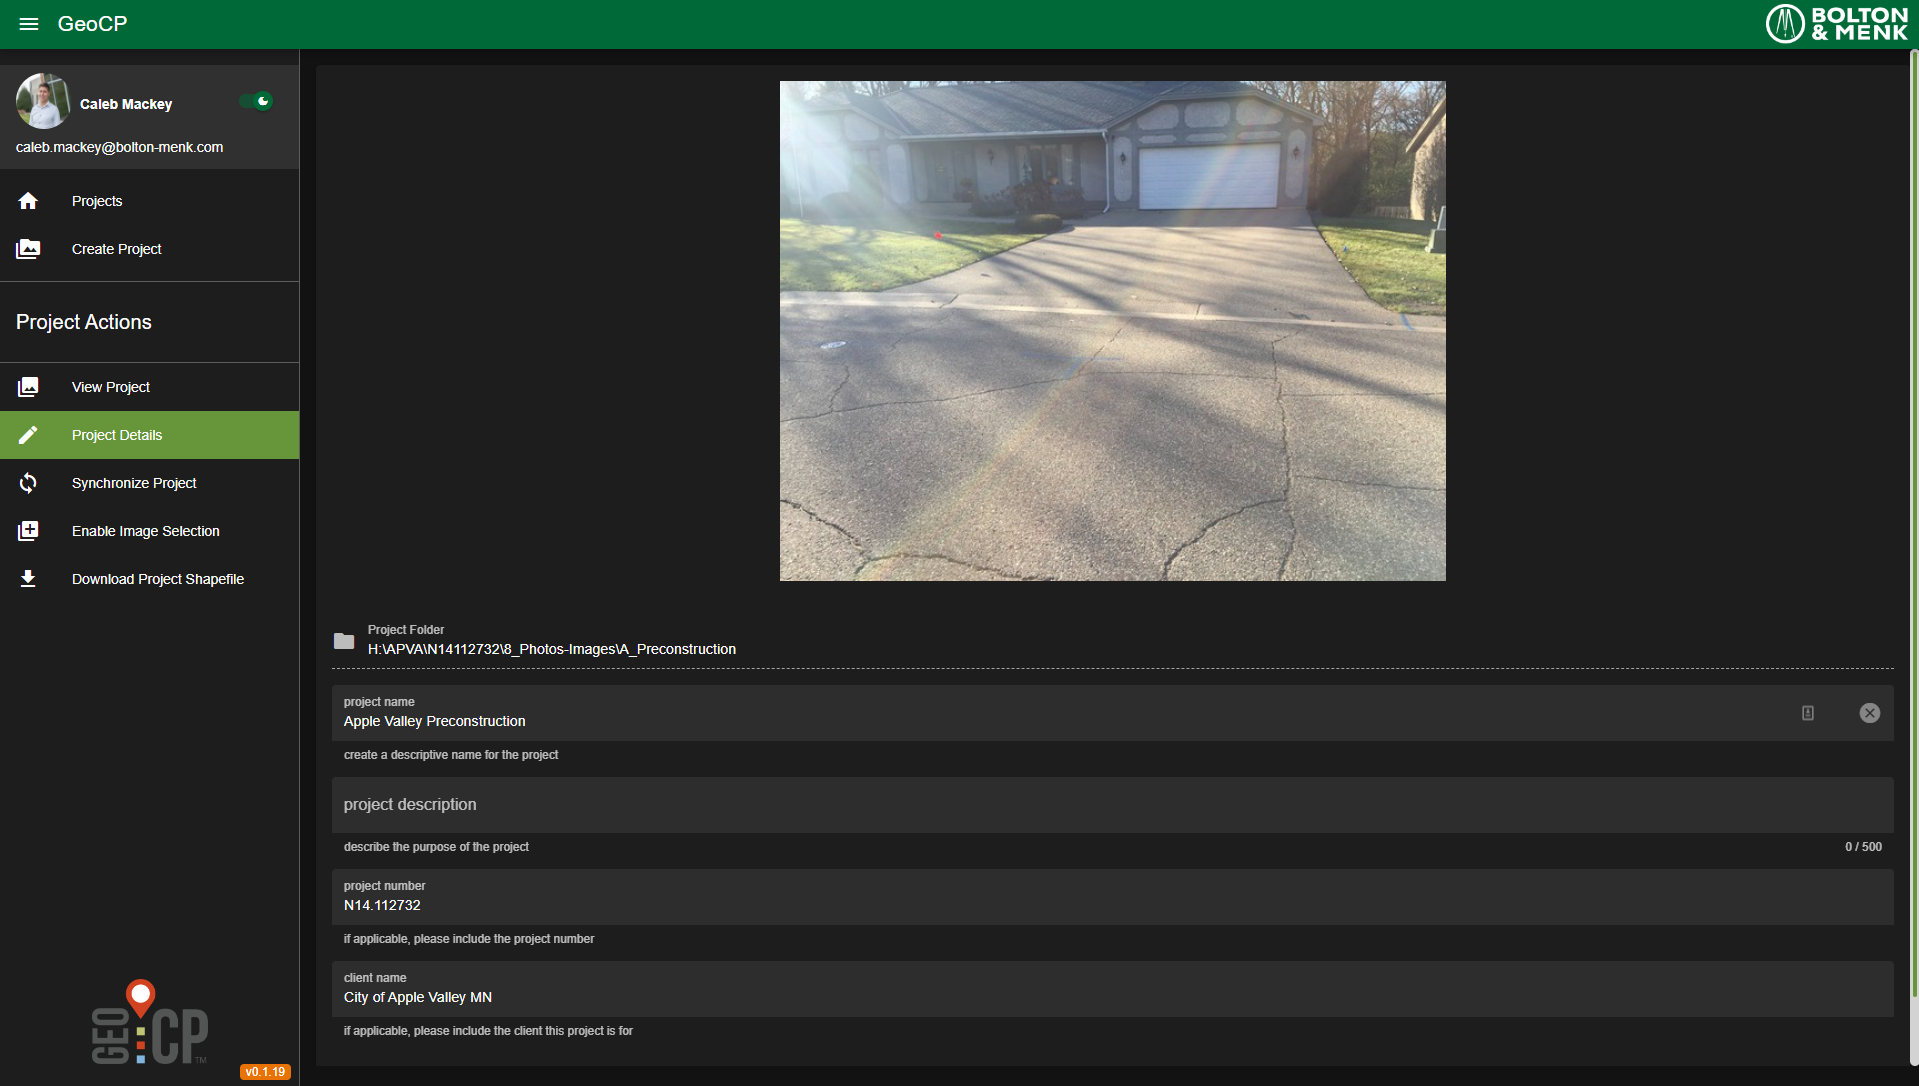 GeoCP
BOLTON
& MENK
Caleb Mackey
caleb.mackey@bolton-menk.com
Projects
Create Project
Project Actions
View Project
Project Details
Synchronize Project
Enable Image Selection
Download Project Shapefile
GEO CP TM
v0.1.19
Project Folder
H:\APVA\N14112732\8_Photos-Images\A_Preconstruction
project name
Apple Valley Preconstruction
create a descriptive name for the project
project description
describe the purpose of the project
0 / 500
project number
N14.112732
if applicable, please include the project number
client name
City of Apple Valley MN
if applicable, please include the client this project is for